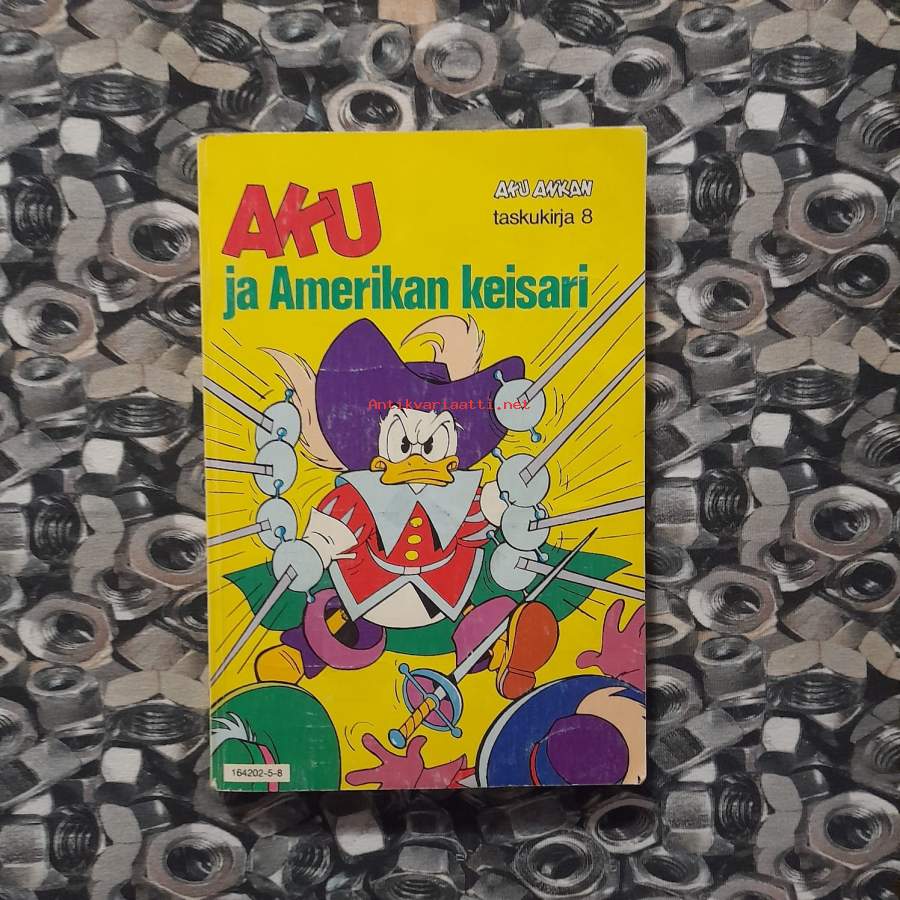 AKU
AKU ANKAN
taskukirja 8
ja Amerikan keisari
Antikvariaatti.net
164202-5-8